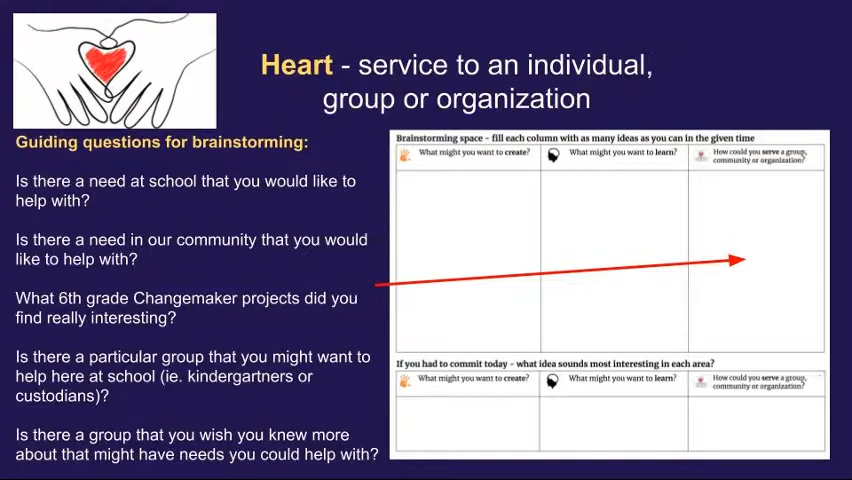 Heart - service to an individual,
group or organization
Guiding questions for brainstorming:
Is there a need at school that you would like to
help with?
Is there a need in our community that you would
like to help with?
What 6th grade Changemaker projects did you
find really interesting?
Is there a particular group that you might want to
help here at school (ie. kindergartners or
custodians)?
Is there a group that you wish you knew more
about that might have needs you could help with?
Brainstorming space - fill each column with as many ideas as you can in the given time
What might you want to create?
What might you want to learn?
How could you serve a group,
community or organization?
If you had to commit today - what idea sounds most interesting in each area?
What might you want to create?
What might you want to learn?
How could you serve a group,
community or organization?